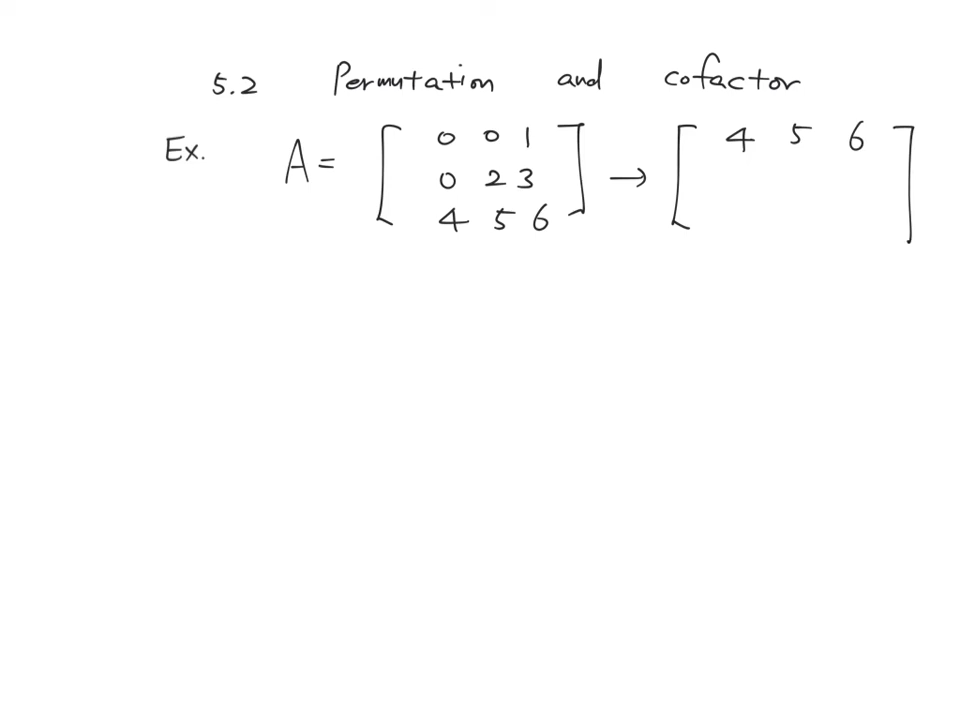 5.2 Permutation and cofactor
Ex. A = [ 0 0 1 ] → [ 4 5 6 ]
0 2 3
4 5 6